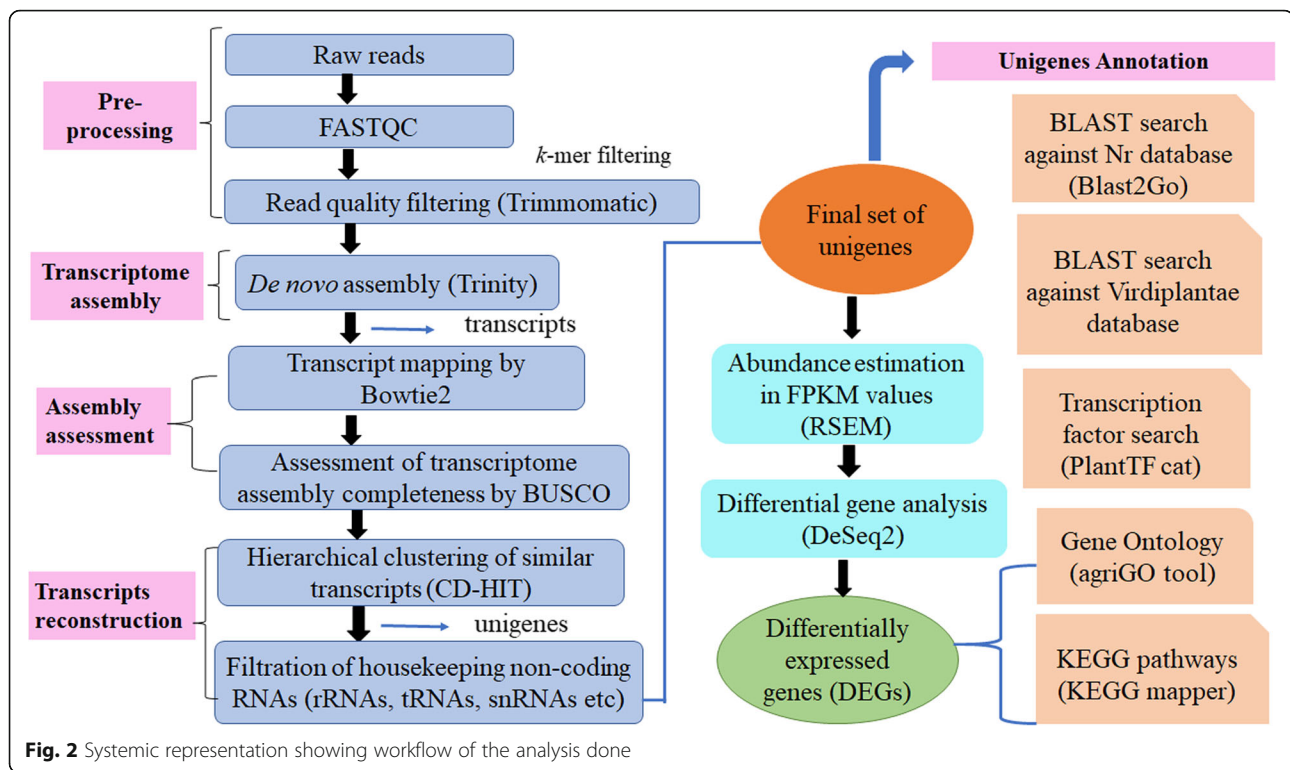 Raw reads
Pre-
processing
FASTQC
k-mer filtering
Read quality filtering (Trimmomatic)
Transcriptome
assembly
De novo assembly (Trinity)
transcripts
Transcript mapping by
Bowtie2
Assembly
assessment
Assessment of transcriptome
assembly completeness by BUSCO
Hierarchical clustering of similar
transcripts (CD-HIT)
Transcripts
reconstruction
unigenes
Filtration of housekeeping non-coding
RNAs (rRNAs, tRNAs, snRNAs etc)
Final set of
unigenes
Abundance estimation
in FPKM values
(RSEM)
Differential gene analysis
(DeSeq2)
Differentially
expressed
genes (DEGs)
Unigenes Annotation
BLAST search
against Nr database
(Blast2Go)
BLAST search
against Virdiplantae
database
Transcription
factor search
(PlantTF cat)
Gene Ontology
(agriGO tool)
KEGG pathways
(KEGG mapper)
Fig. 2 Systemic representation showing workflow of the analysis done